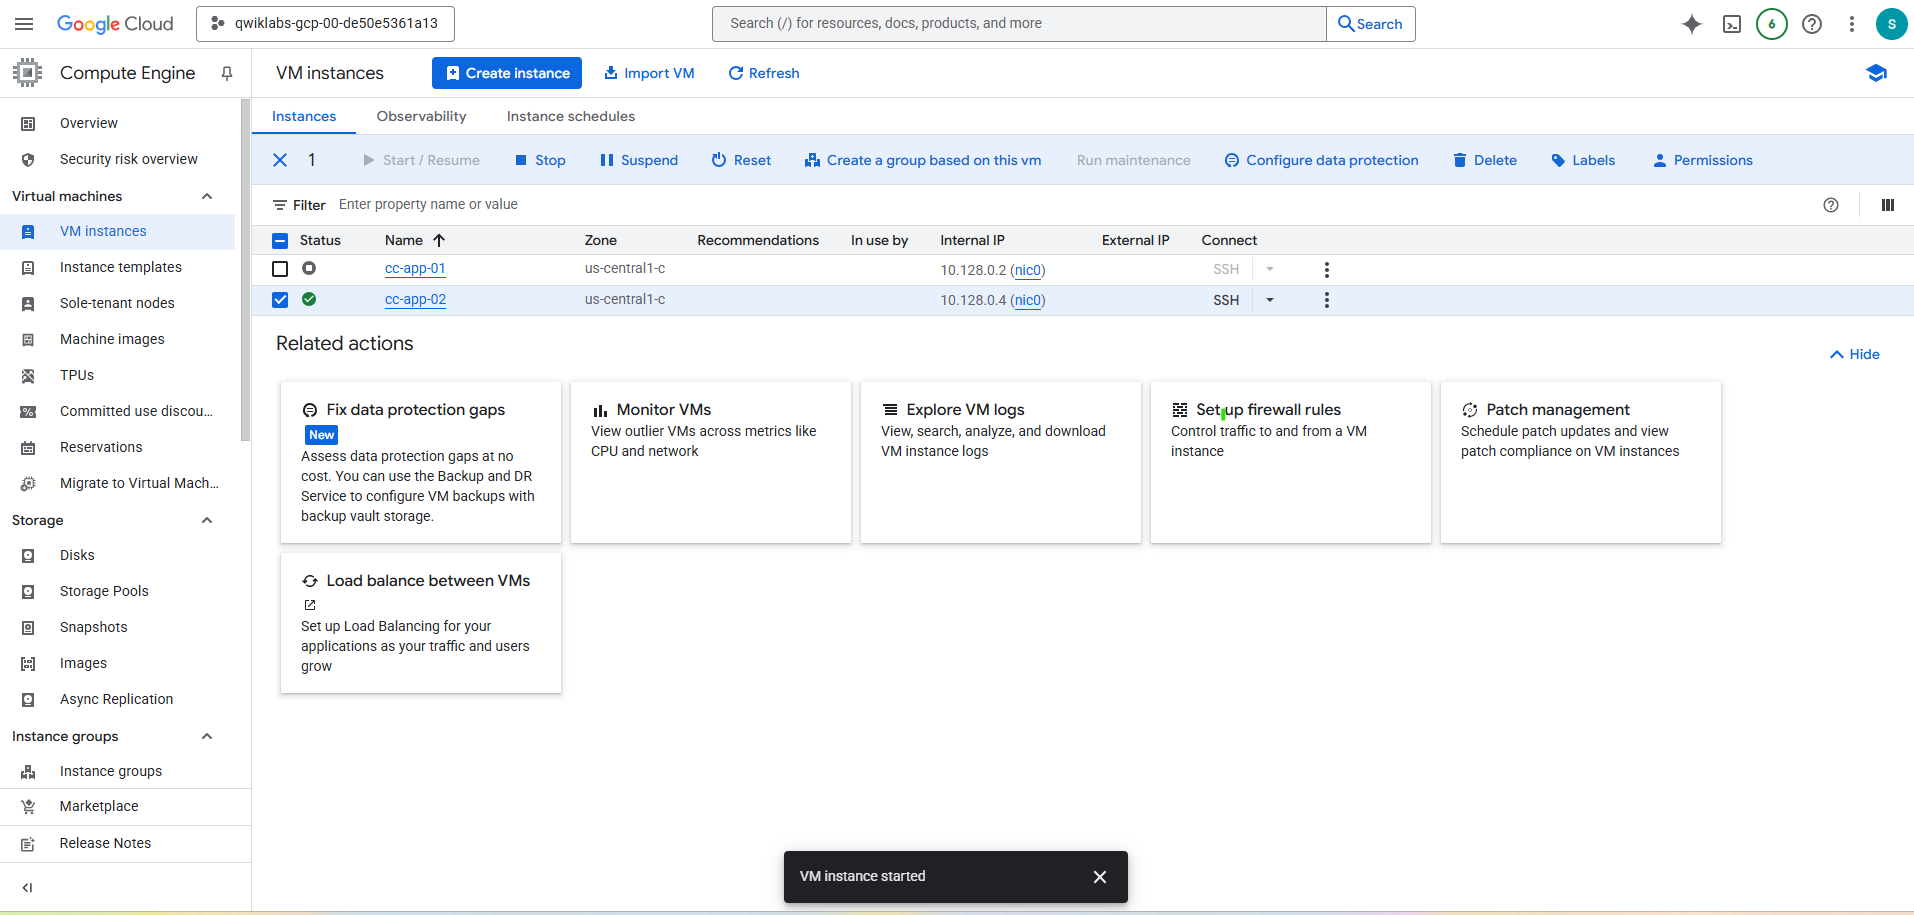 Google Cloud
qwiklabs-gcp-00-de50e5361a13
Search (/) for resources, docs, products, and more
Search
6
S
Compute Engine
VM instances
Create instance
Import VM
Refresh
Overview
Security risk overview
Virtual machines
VM instances
Instance templates
Sole-tenant nodes
Machine images
TPUs
Committed use discou...
Reservations
Migrate to Virtual Mach...
Storage
Disks
Storage Pools
Snapshots
Images
Async Replication
Instance groups
Instance groups
Marketplace
Release Notes
Instances
Observability
Instance schedules
1
Start / Resume
Stop
Suspend
Reset
Create a group based on this vm
Run maintenance
Configure data protection
Delete
Labels
Permissions
Filter
Enter property name or value
Status
Name
Zone
Recommendations
In use by
Internal IP
External IP
Connect
cc-app-01
us-central1-c
10.128.0.2 (nic0)
SSH
cc-app-02
us-central1-c
10.128.0.4 (nic0)
SSH
Related actions
Hide
Fix data protection gaps
New
Assess data protection gaps at no
cost. You can use the Backup and DR
Service to configure VM backups with
backup vault storage.
Monitor VMs
View outlier VMs across metrics like
CPU and network
Explore VM logs
View, search, analyze, and download
VM instance logs
Set up firewall rules
Control traffic to and from a VM
instance
Patch management
Schedule patch updates and view
patch compliance on VM instances
Load balance between VMs
Set up Load Balancing for your
applications as your traffic and users
grow
VM instance started